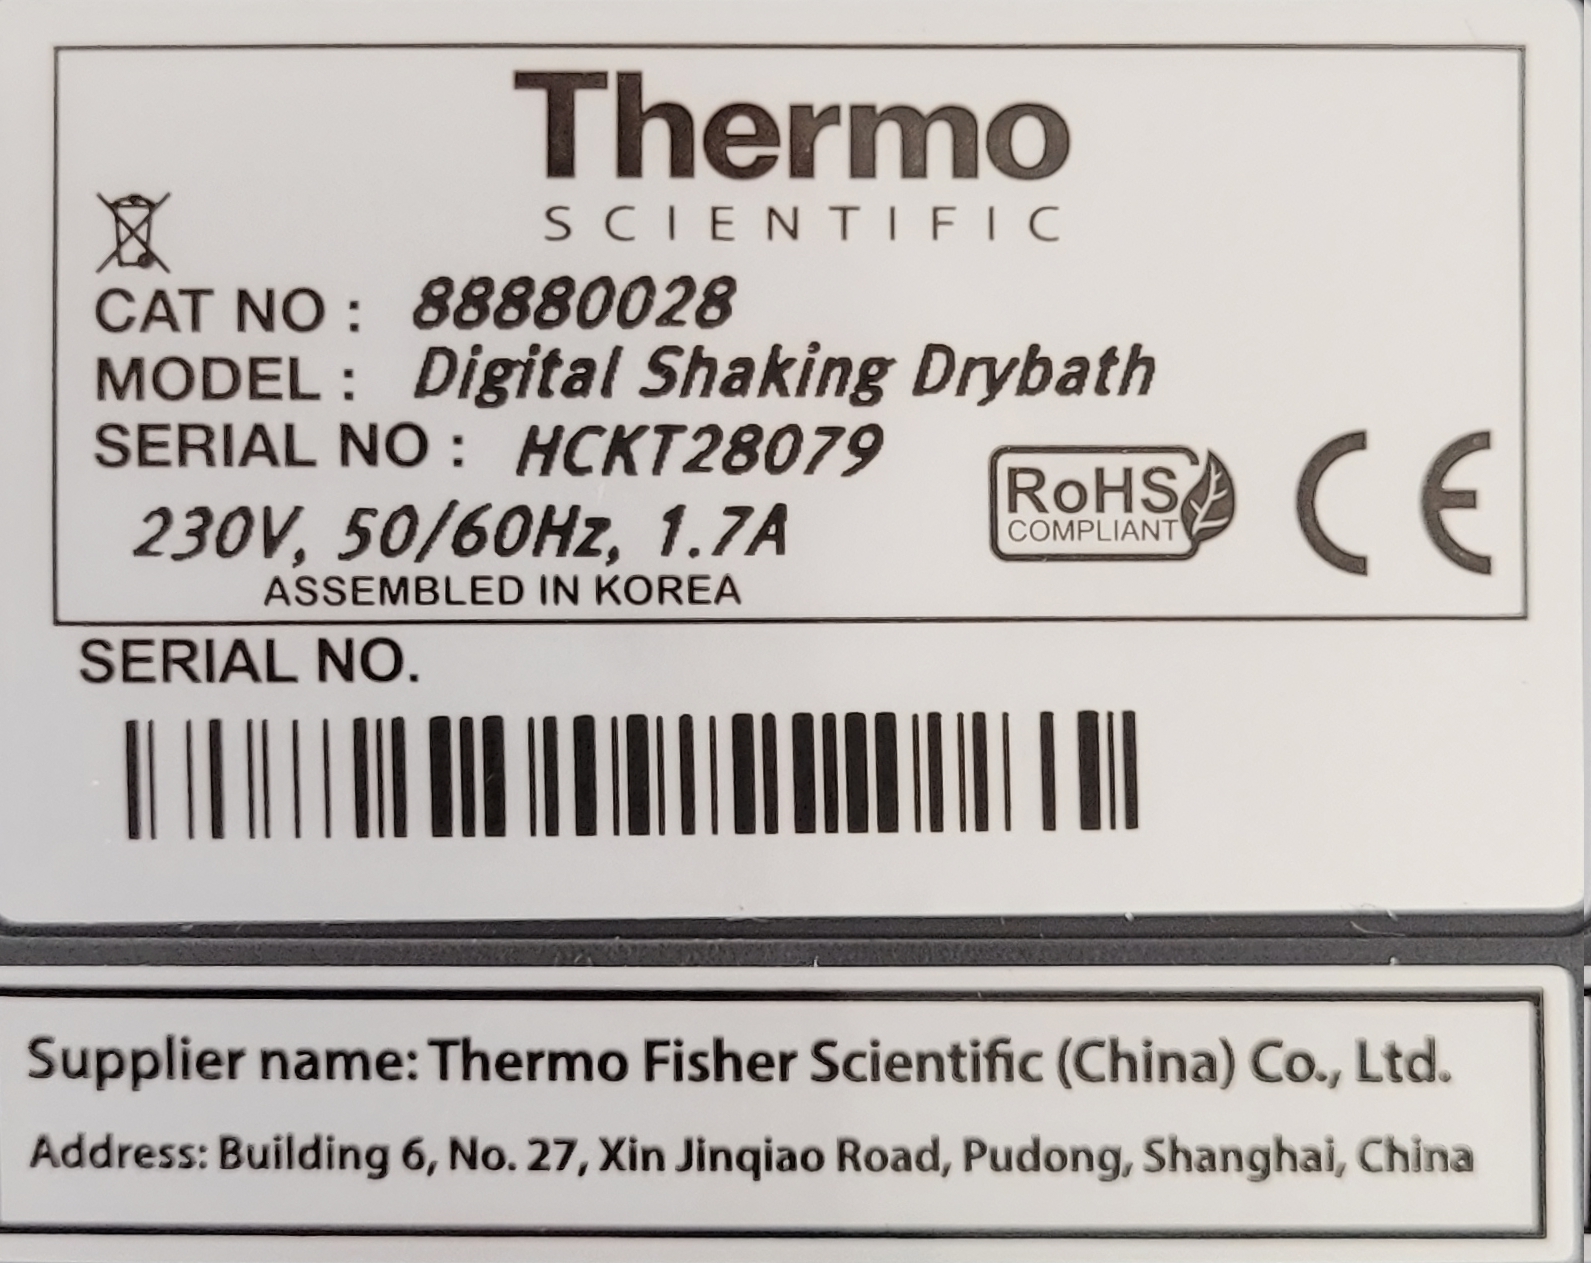 Thermo
SCIENTIFIC
CAT NO : 88880028
MODEL : Digital Shaking Drybath
SERIAL NO : HCKT28079
230V, 50/60Hz, 1.7A
RoHS
COMPLIANT
CE
ASSEMBLED IN KOREA
SERIAL NO.
Supplier name: Thermo Fisher Scientific (China) Co., Ltd.
Address: Building 6, No. 27, Xin Jinqiao Road, Pudong, Shanghai, China